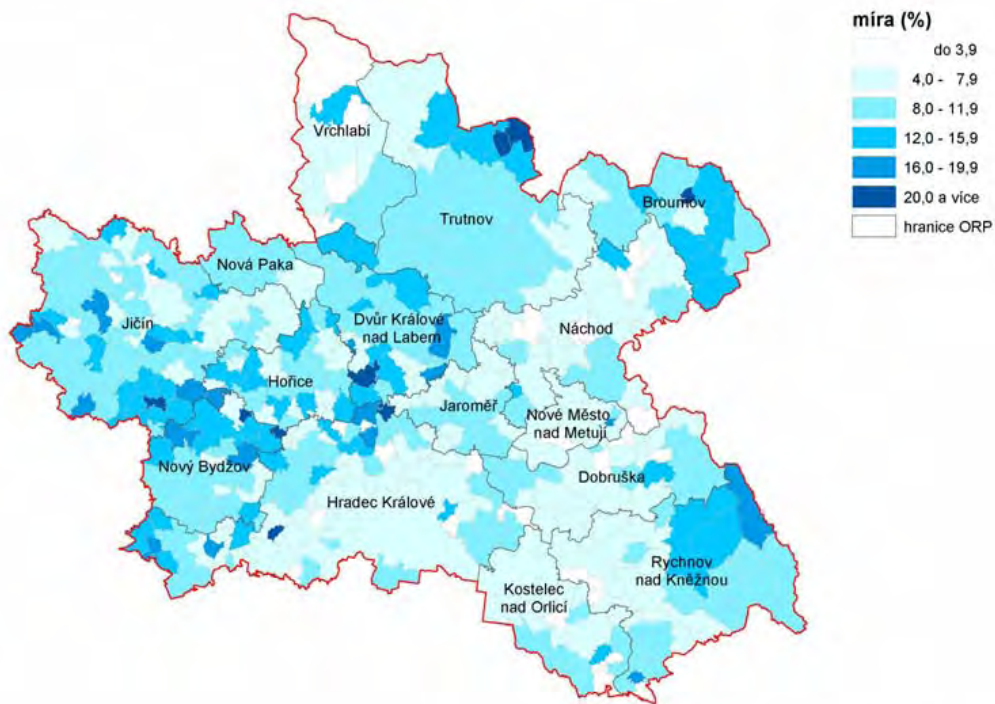 míra (%)
do 3,9
4,0 - 7,9
8,0 - 11,9
12,0 - 15,9
16,0 - 19,9
20,0 a více
hranice ORP
Vrchlabí
Trutnov
Broumov
Nová Paka
Jičín
Dvůr Králové
nad Labem
Náchod
Hořice
Jaroměř
Nové Město
nad Metují
Nový Bydžov
Dobruška
Hradec Králové
Rychnov
nad Kněžnou
Kostelec
nad Orlicí